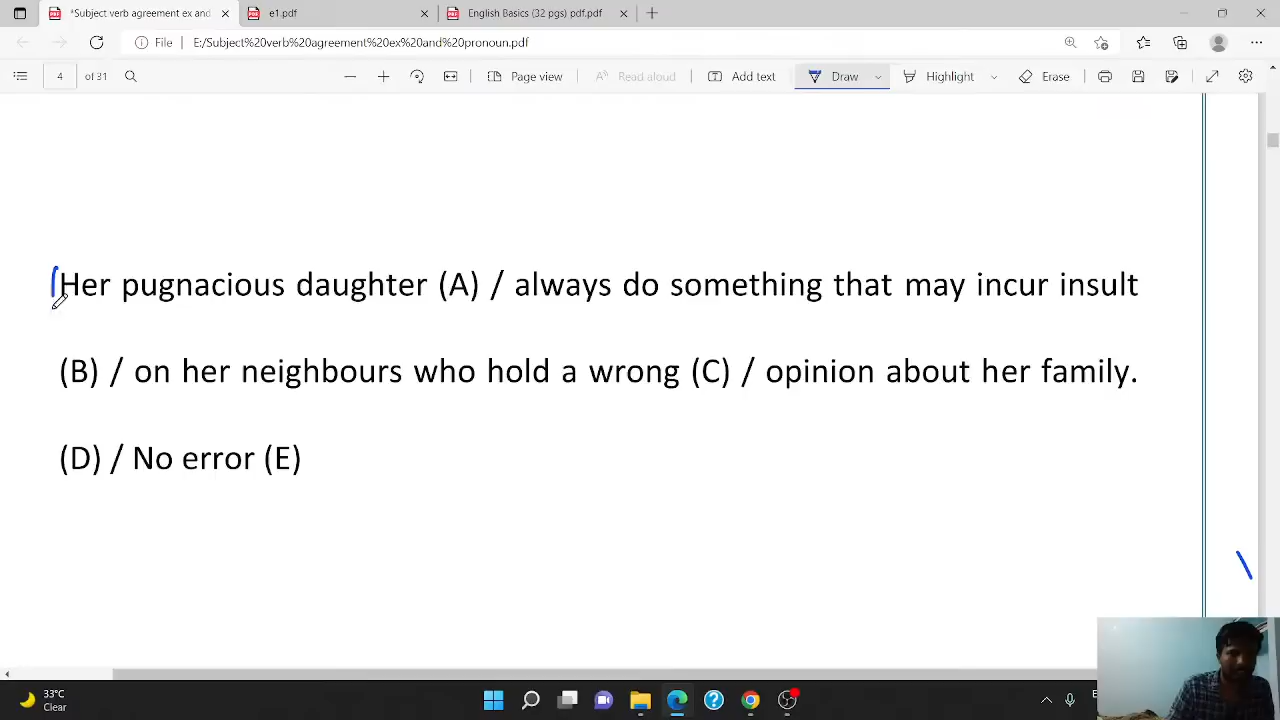 *Subject verb agreement ex and
e1.pdf
English Basics (32 pgs) pdf.pdf
File
E:/Subject%20verb%20agreement%20ex%20and%20pronoun.pdf
4 of 31
Page view
Read aloud
Add text
Draw
Highlight
Erase
Her pugnacious daughter (A) / always do something that may incur insult
(B) / on her neighbours who hold a wrong (C) / opinion about her family.
(D) / No error (E)
33°C
Clear